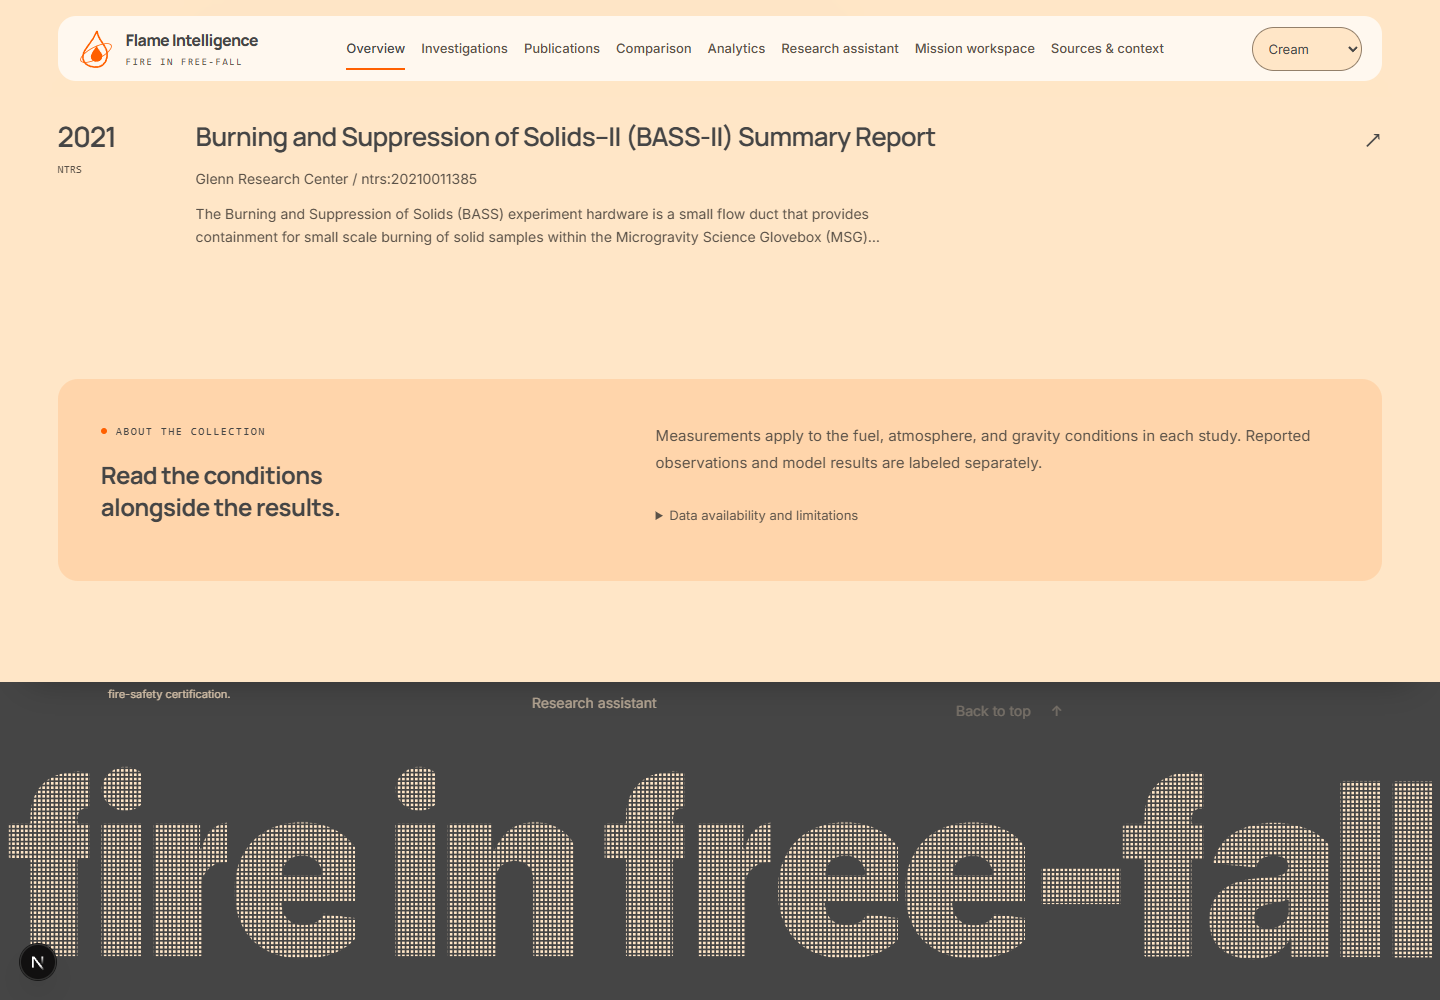 Flame Intelligence
FIRE IN FREE-FALL
Overview Investigations Publications Comparison Analytics Research assistant Mission workspace Sources & context
Cream
2021
NTRS
Burning and Suppression of Solids–II (BASS-II) Summary Report
↗
Glenn Research Center / ntrs:20210011385
The Burning and Suppression of Solids (BASS) experiment hardware is a small flow duct that provides
containment for small scale burning of solid samples within the Microgravity Science Glovebox (MSG)...
ABOUT THE COLLECTION
Read the conditions
alongside the results.
Measurements apply to the fuel, atmosphere, and gravity conditions in each study. Reported
observations and model results are labeled separately.
▶ Data availability and limitations
fire-safety certification.
Research assistant
Back to top ↑
fire in free-fall
N